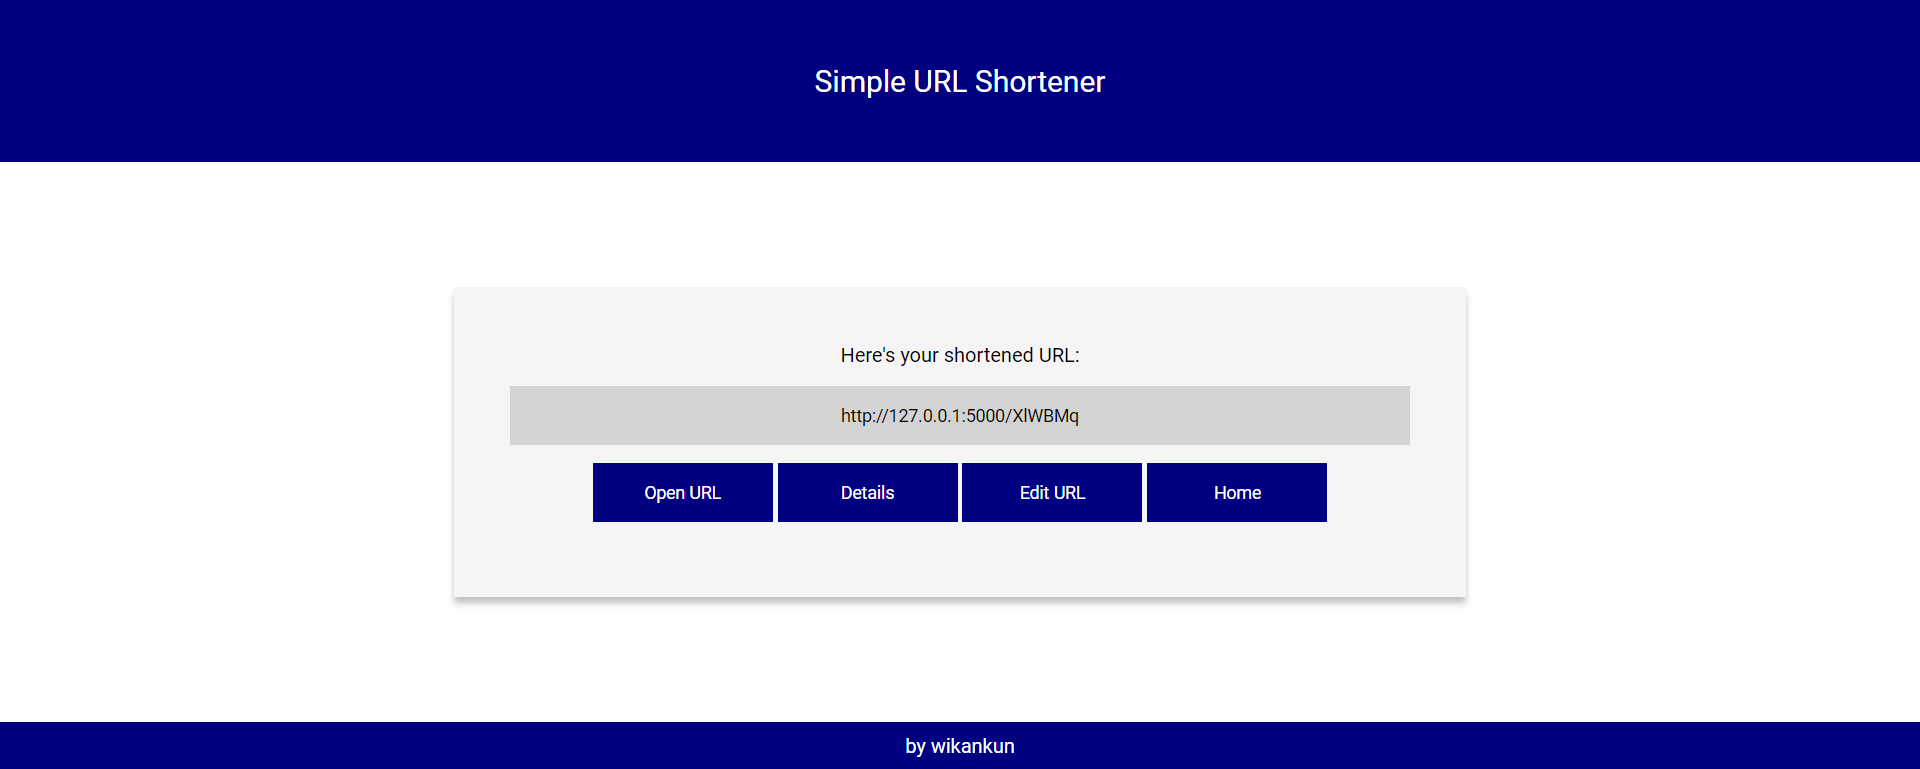 Simple URL Shortener
Here's your shortened URL:
http://127.0.0.1:5000/XlWBMq
Open URL Details Edit URL Home
by wikankun